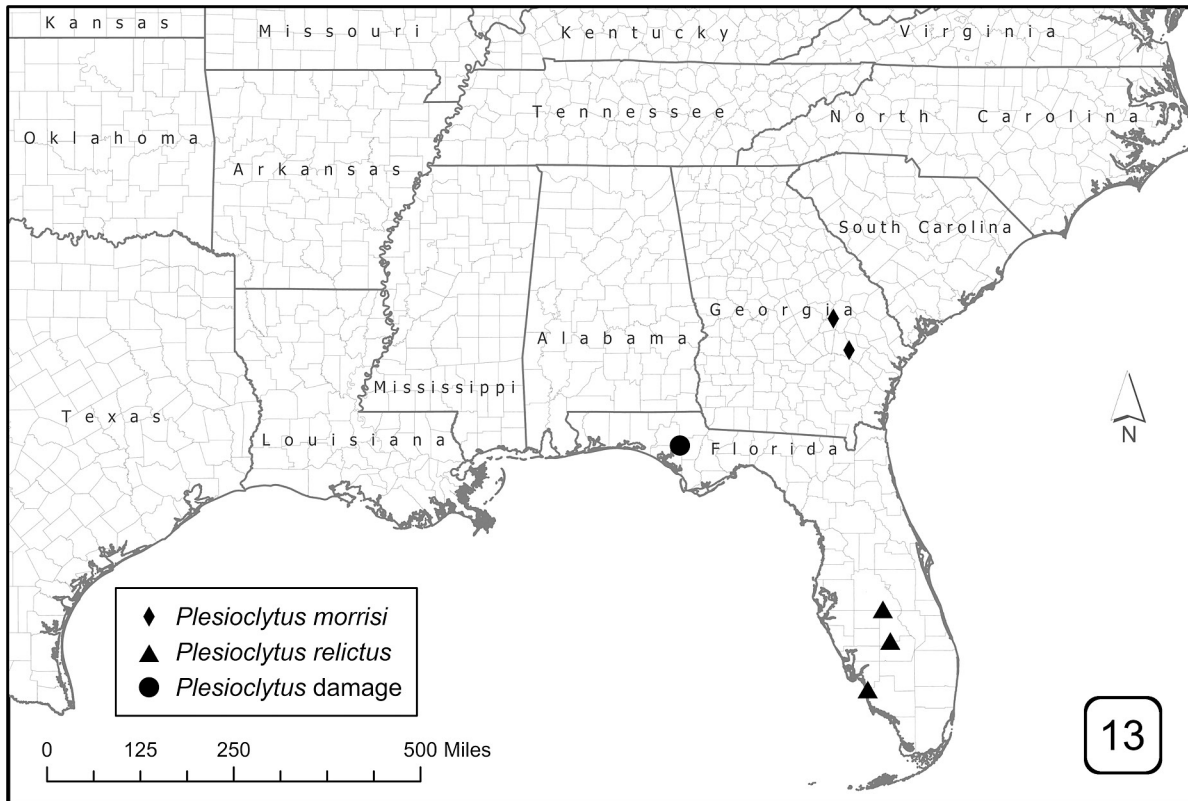 Kansas
Missouri
Kentucky
Virginia
Oklahoma
Tennessee
North Carolina
Arkansas
South Carolina
Georgia
Alabama
Mississippi
Texas
Louisiana
Florida
N
Plesioclytus morrisi
Plesioclytus relictus
Plesioclytus damage
0 125 250 500 Miles
13